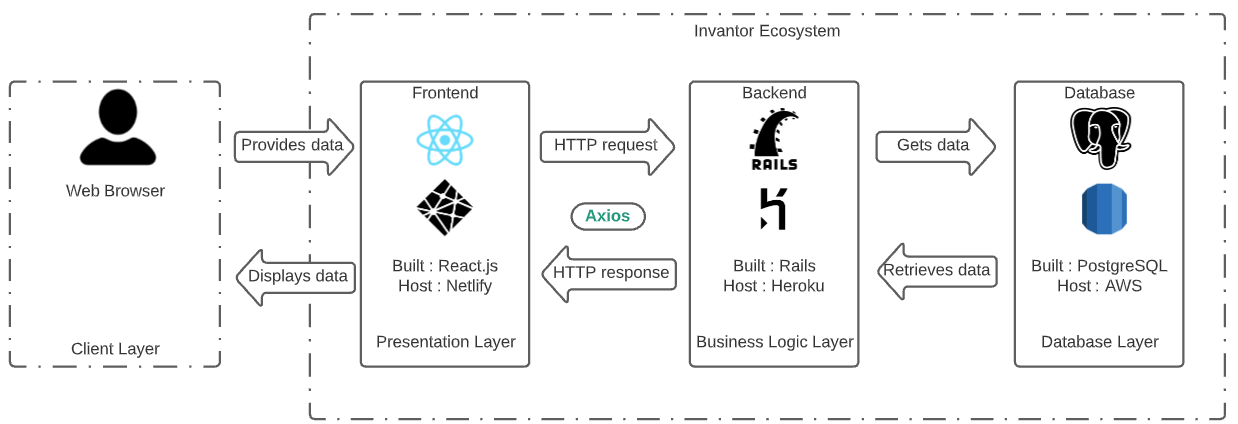 Invantor Ecosystem
Web Browser
Client Layer
Provides data
Displays data
Frontend
Built : React.js
Host : Netlify
Presentation Layer
HTTP request
Axios
HTTP response
Backend
RAILS
Built : Rails
Host : Heroku
Business Logic Layer
Gets data
Retrieves data
Database
Built : PostgreSQL
Host : AWS
Database Layer